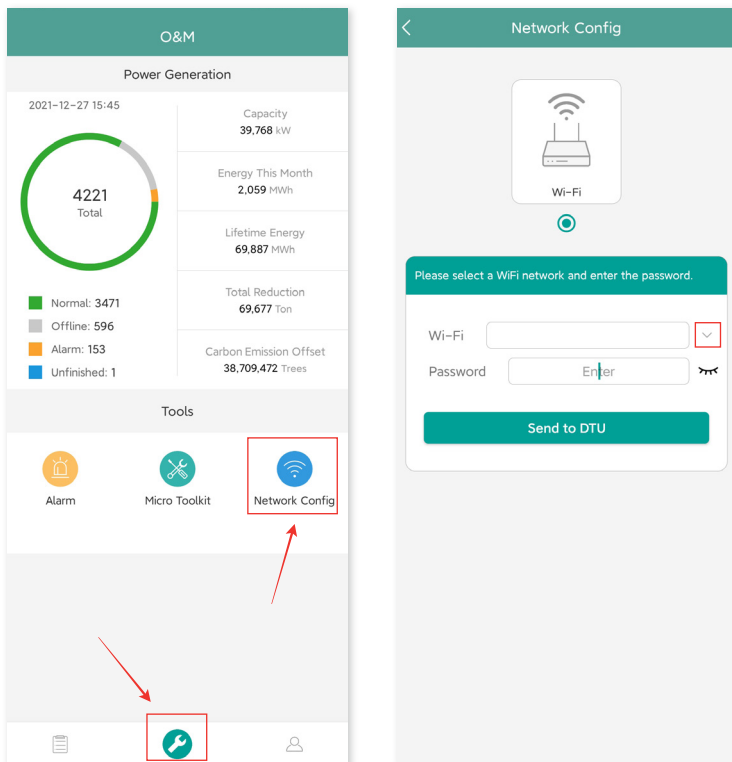 O&M
Power Generation
2021-12-27 15:45
4221
Total
Normal: 3471
Offline: 596
Alarm: 153
Unfinished: 1
Capacity
39,768 kW
Energy This Month
2,059 MWh
Lifetime Energy
69,887 MWh
Total Reduction
69,677 Ton
Carbon Emission Offset
38,709,472 Trees
Tools
Alarm
Micro Toolkit
Network Config
Network Config
Wi-Fi
Please select a WiFi network and enter the password.
Wi-Fi
Password
Enter
Send to DTU